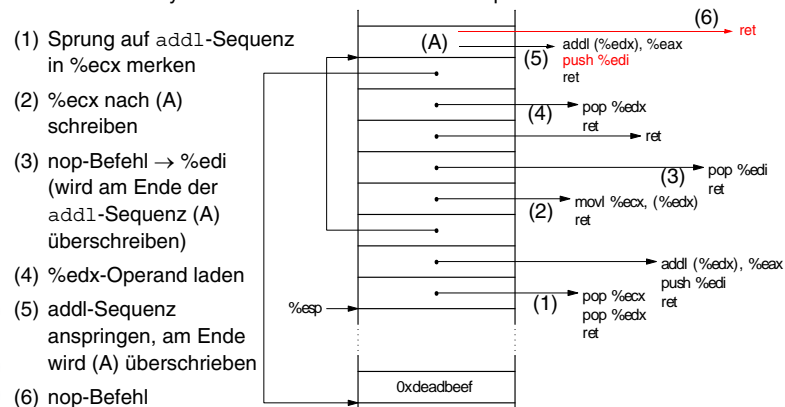 (1) Sprung auf addl-Sequenz
in %ecx merken
(2) %ecx nach (A)
schreiben
(3) nop-Befehl → %edi
(wird am Ende der
addl-Sequenz (A)
überschreiben)
(4) %edx-Operand laden
(5) addl-Sequenz
anspringen, am Ende
wird (A) überschrieben
(6) nop-Befehl
(6)
ret
(A)
(5)
addl (%edx), %eax
push %edi
ret
(4)
pop %edx
ret
ret
(3)
pop %edi
ret
(2)
movl %ecx, (%edx)
ret
addl (%edx), %eax
push %edi
ret
%esp
(1)
pop %ecx
pop %edx
ret
0xdeadbeef